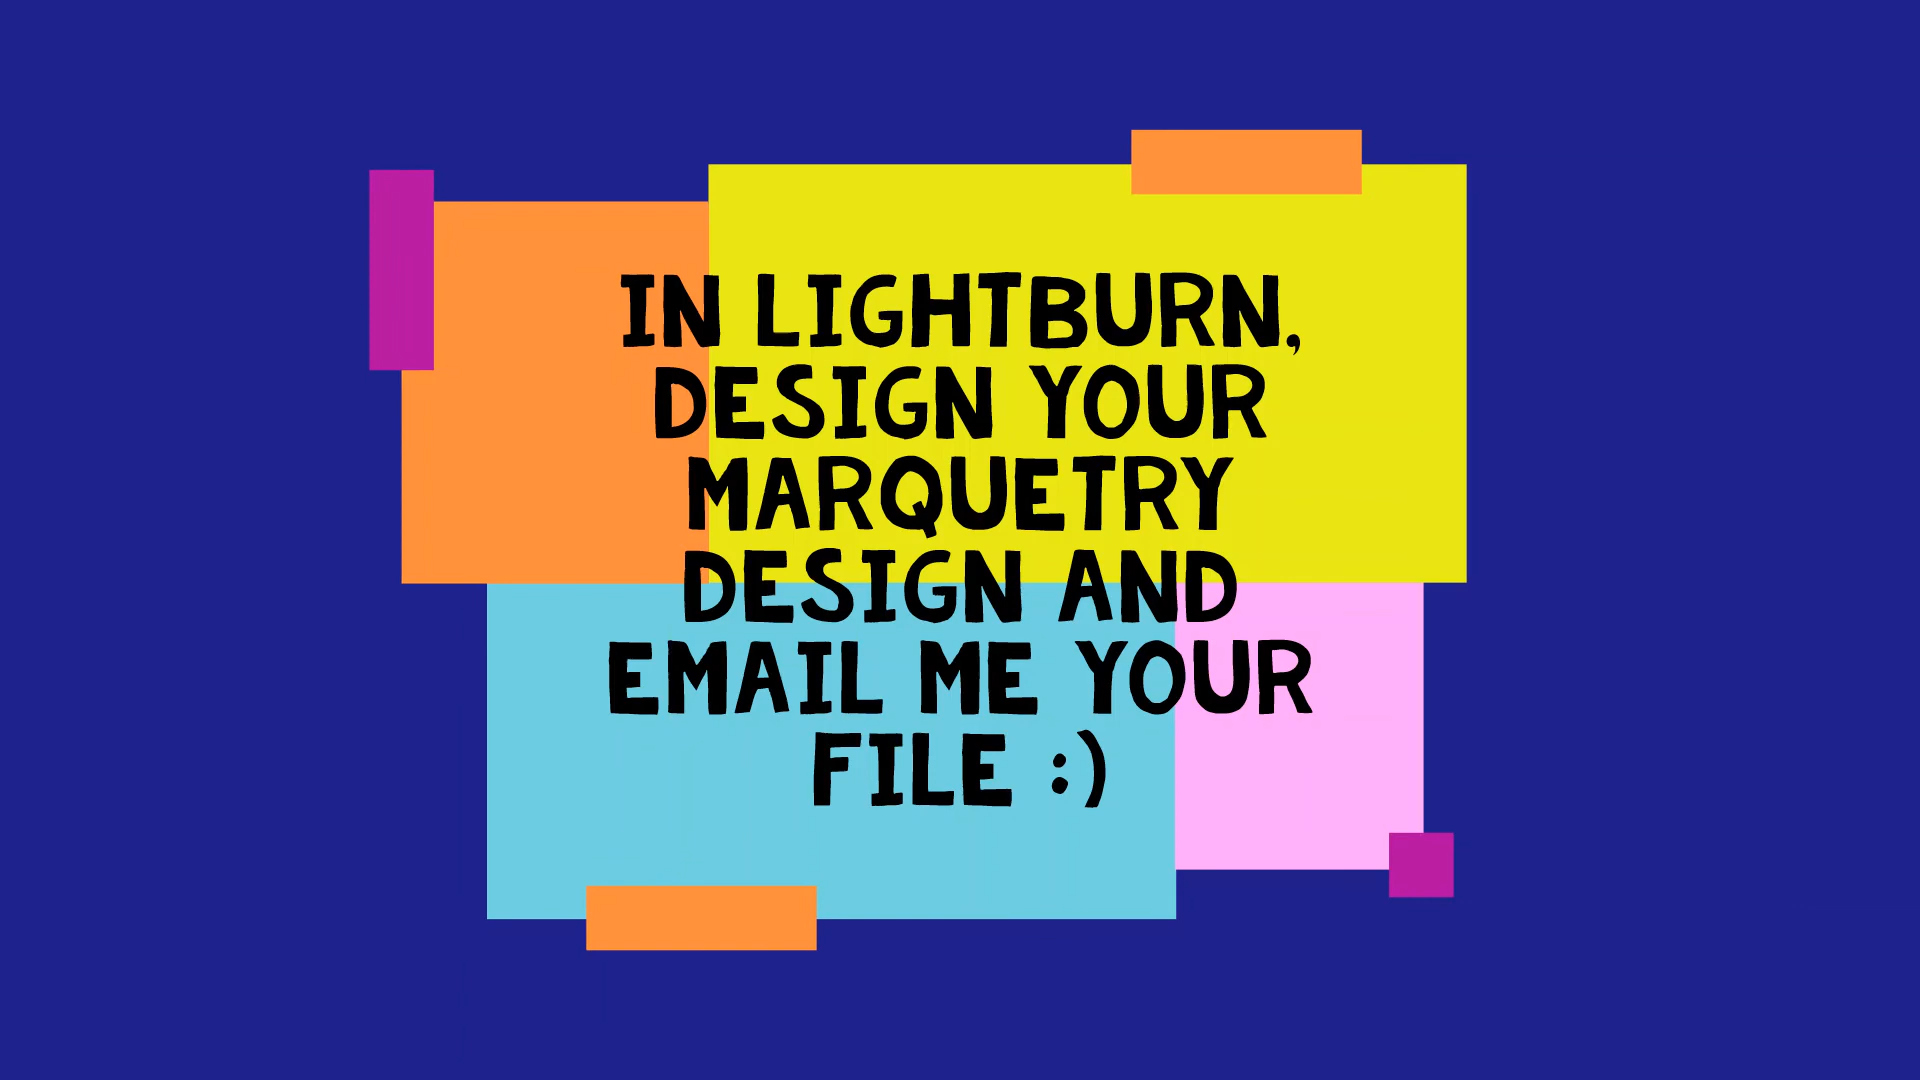 IN LIGHTBURN,
DESIGN YOUR
MARQUETRY
DESIGN AND
EMAIL ME YOUR
FILE :)